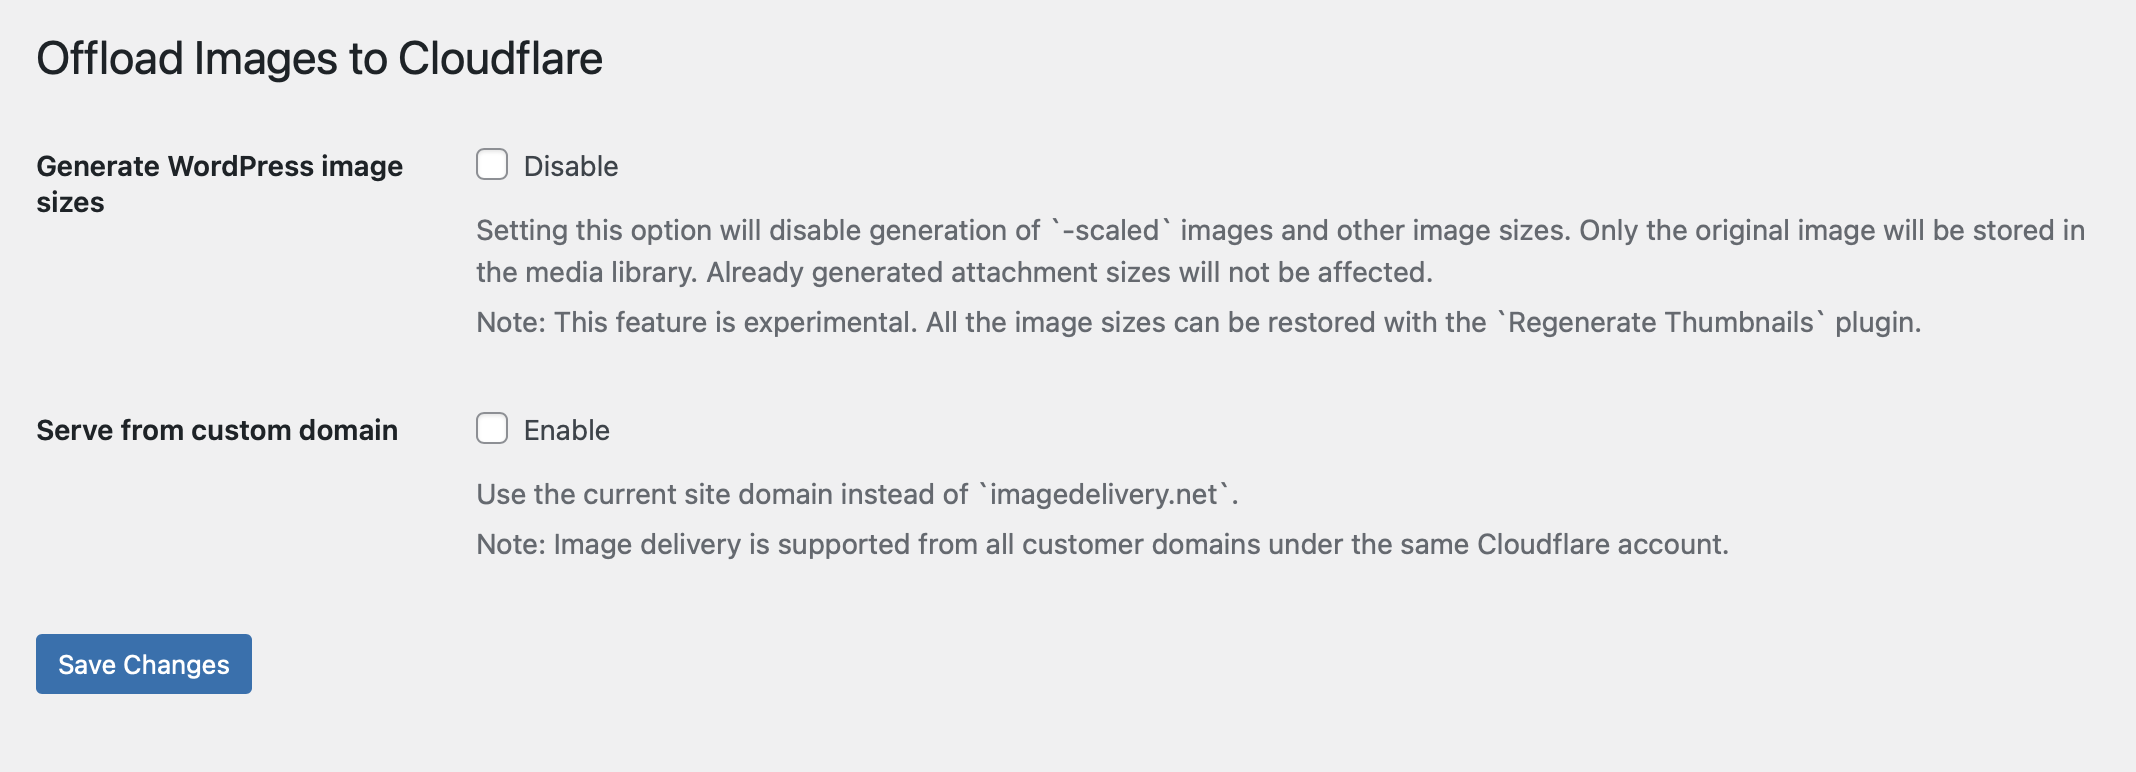 Offload Images to Cloudflare
Generate WordPress image
sizes
Disable
Setting this option will disable generation of `-scaled` images and other image sizes. Only the original image will be stored in
the media library. Already generated attachment sizes will not be affected.
Note: This feature is experimental. All the image sizes can be restored with the `Regenerate Thumbnails` plugin.
Serve from custom domain
Enable
Use the current site domain instead of `imagedelivery.net`.
Note: Image delivery is supported from all customer domains under the same Cloudflare account.
Save Changes